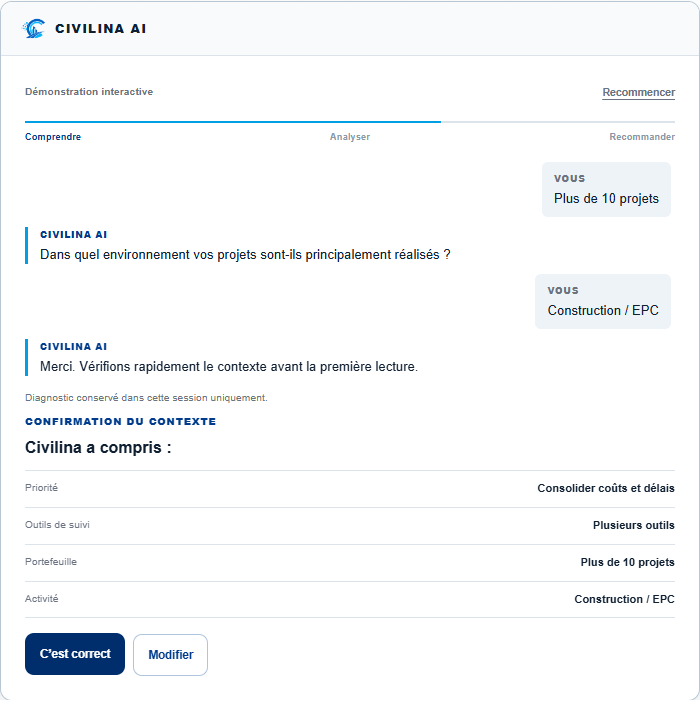 CIVILINA AI
Démonstration interactive
Recommencer
Comprendre
Analyser
Recommander
VOUS
Plus de 10 projets
CIVILINA AI
Dans quel environnement vos projets sont-ils principalement réalisés ?
VOUS
Construction / EPC
CIVILINA AI
Merci. Vérifions rapidement le contexte avant la première lecture.
Diagnostic conservé dans cette session uniquement.
CONFIRMATION DU CONTEXTE
Civilina a compris :
Priorité
Consolider coûts et délais
Outils de suivi
Plusieurs outils
Portefeuille
Plus de 10 projets
Activité
Construction / EPC
C'est correct
Modifier